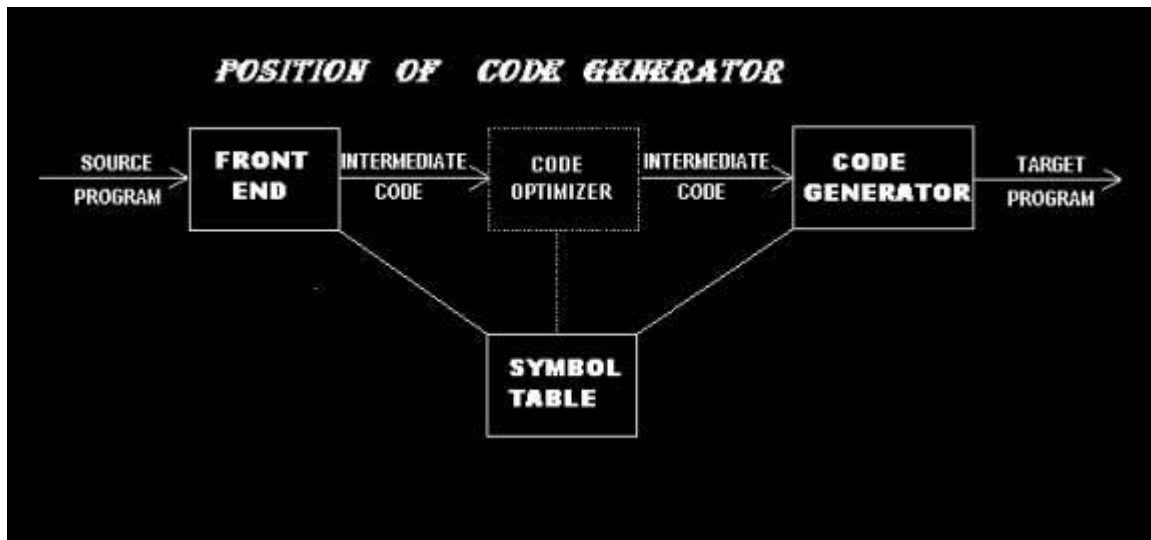 POSITION OF CODE GENERATOR
SOURCE
PROGRAM
FRONT
END
INTERMEDIATE
CODE
CODE
OPTIMIZER
INTERMEDIATE
CODE
CODE
GENERATOR
TARGET
PROGRAM
SYMBOL
TABLE